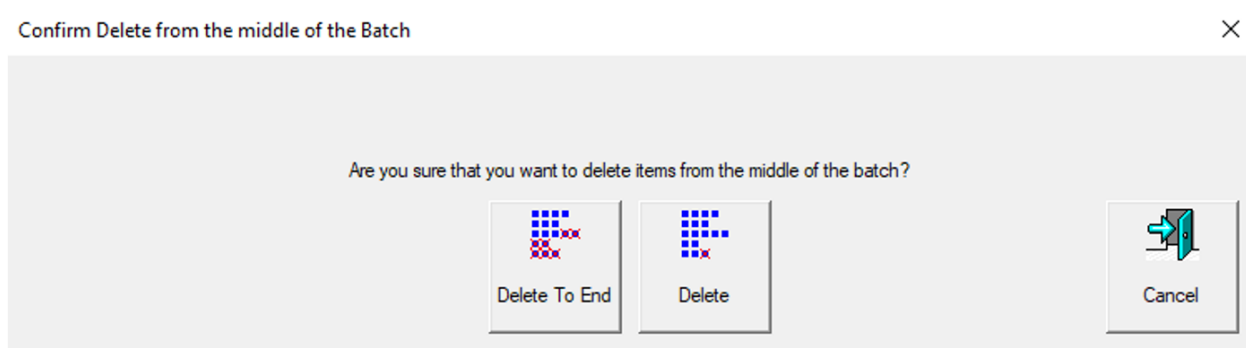 Confirm Delete from the middle of the Batch
Are you sure that you want to delete items from the middle of the batch?
Delete To End
Delete
Cancel